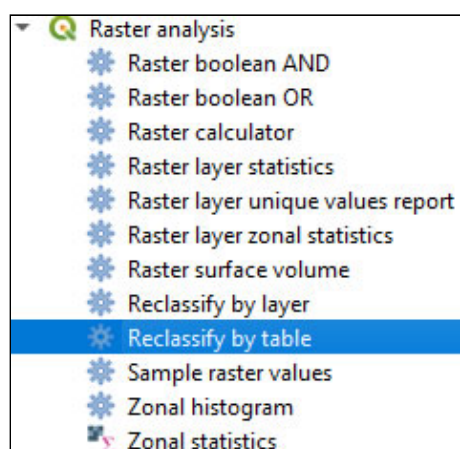 Raster analysis
Raster boolean AND
Raster boolean OR
Raster calculator
Raster layer statistics
Raster layer unique values report
Raster layer zonal statistics
Raster surface volume
Reclassify by layer
Reclassify by table
Sample raster values
Zonal histogram
Zonal statistics